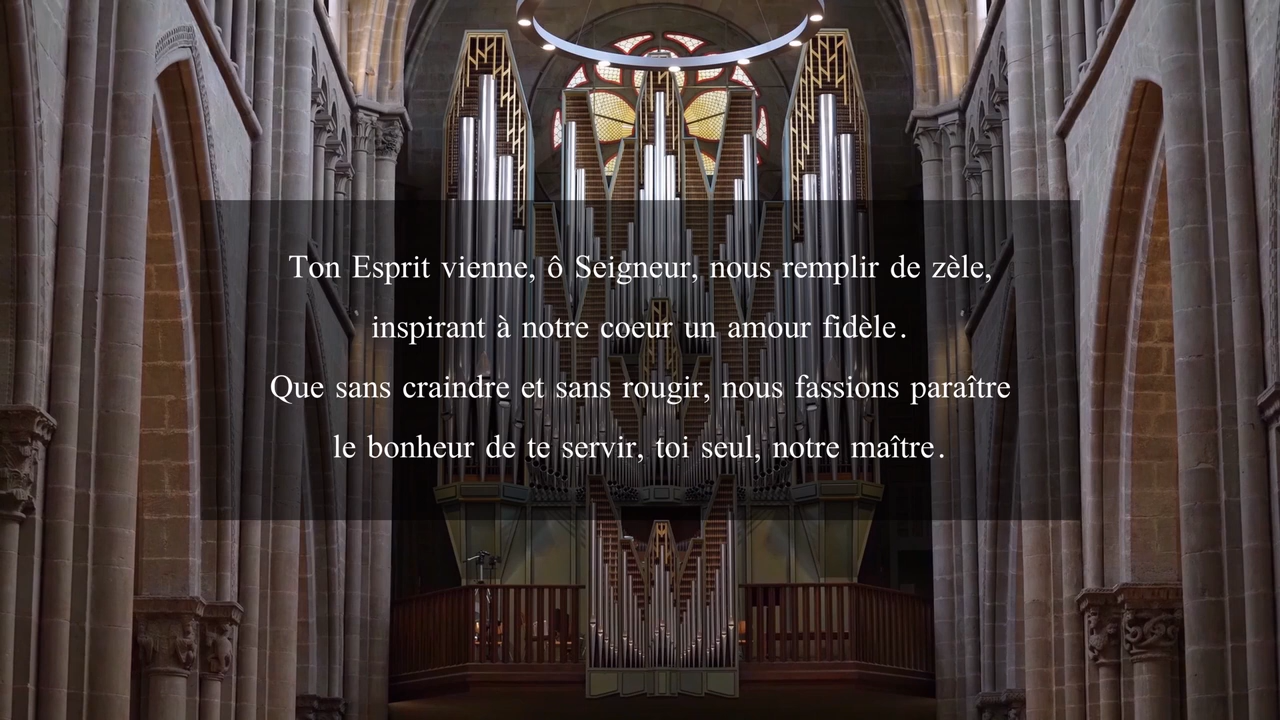 Ton Esprit vienne, ô Seigneur, nous remplir de zèle,
inspirant à notre coeur un amour fidèle.
Que sans craindre et sans rougir, nous fassions paraître
le bonheur de te servir, toi seul, notre maître.